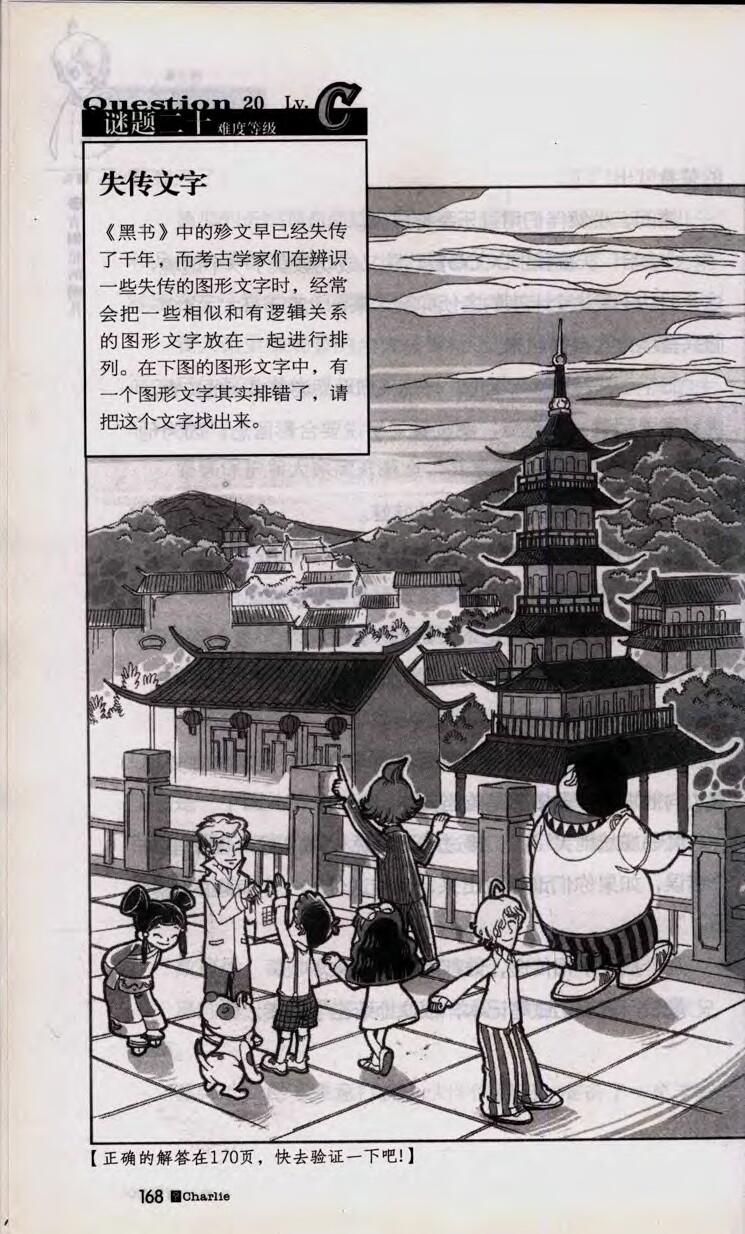 Question 20 Lv. C
谜题二十 难度等级
失传文字
《黑书》中的殄文早已经失传
了千年，而考古学家们在辨识
一些失传的图形文字时，经常
会把一些相似和有逻辑关系
的图形文字放在一起进行排
列。在下图的图形文字中，有
一个图形文字其实排错了，请
把这个文字找出来。
【正确的解答在170页，快去验证一下吧!】
168 Charlie